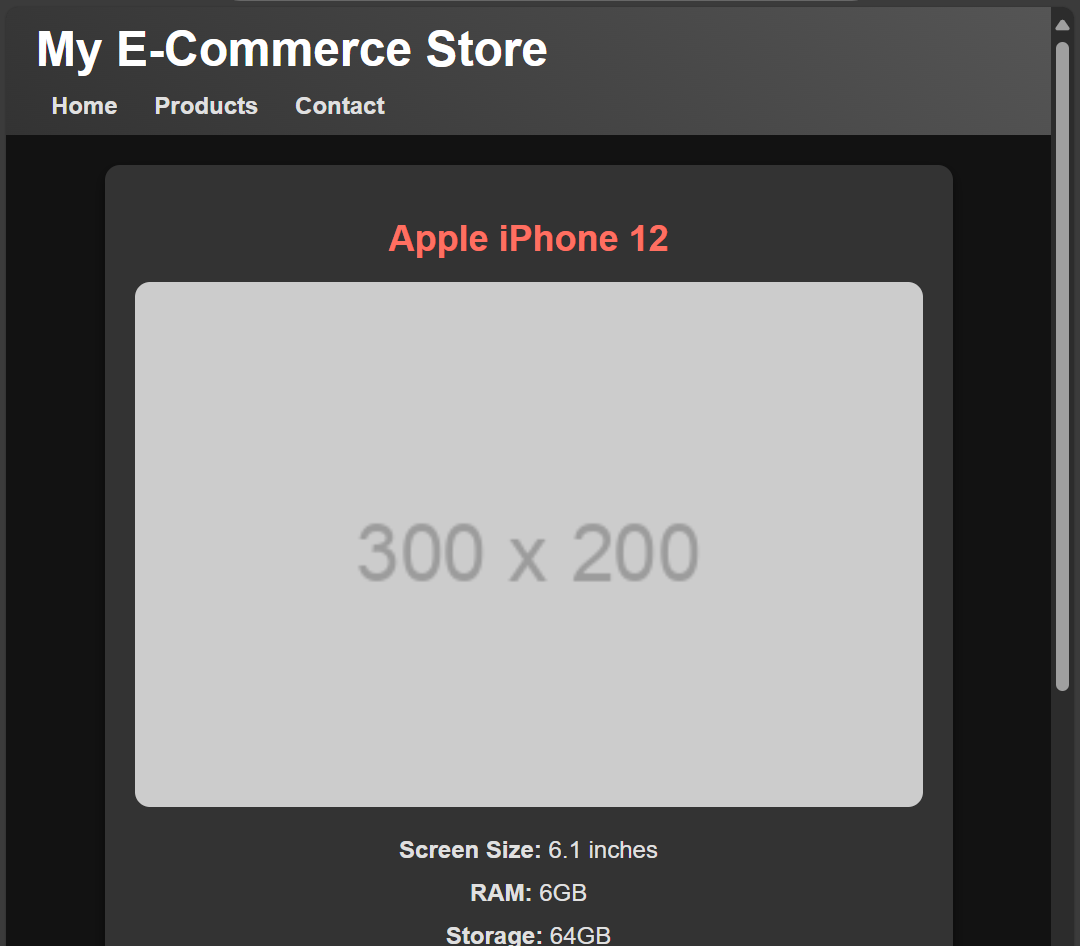 My E-Commerce Store
Home Products Contact
Apple iPhone 12
300 x 200
Screen Size: 6.1 inches
RAM: 6GB
Storage: 64GB